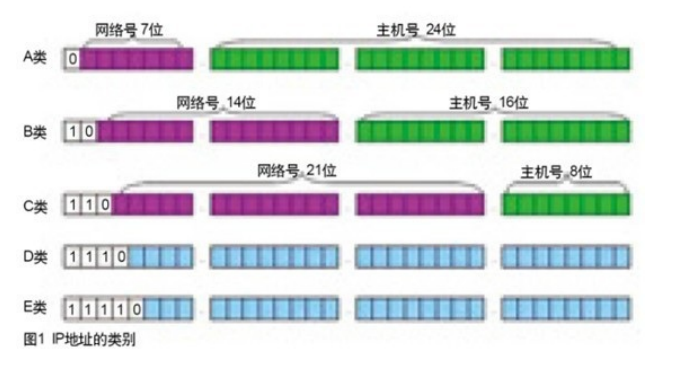 网络号 7位 主机号 24位
A类 0
网络号 14位 主机号 16位
B类 1 0
网络号 21位 主机号 8位
C类 1 1 0
D类 1 1 1 0
E类 1 1 1 1 0
图1 IP地址的类别